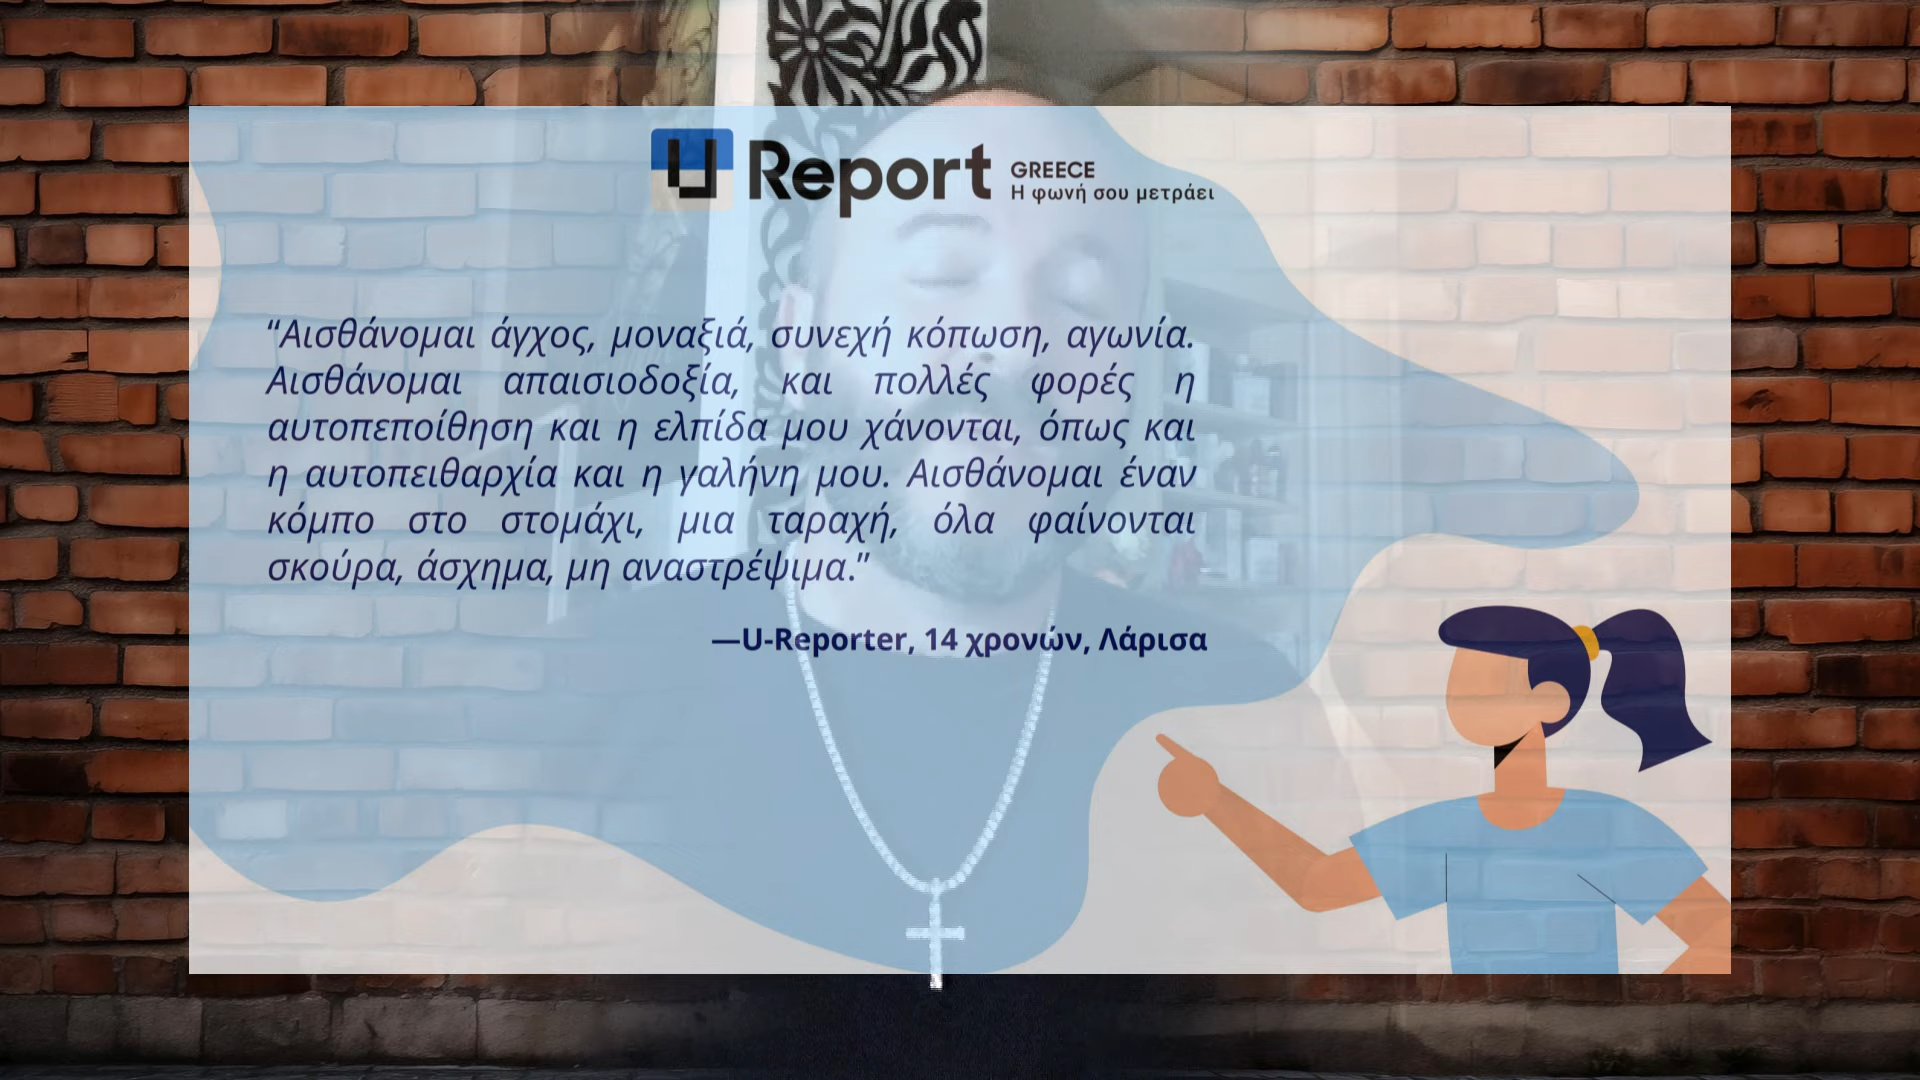 U Report GREECE
Η φωνή σου μετράει
“Αισθάνομαι άγχος, μοναξιά, συνεχή κόπωση, αγωνία.
Αισθάνομαι απαισιοδοξία, και πολλές φορές η
αυτοπεποίθηση και η ελπίδα μου χάνονται, όπως και
η αυτοπειθαρχία και η γαλήνη μου. Αισθάνομαι έναν
κόμπο στο στομάχι, μια ταραχή, όλα φαίνονται
σκούρα, άσχημα, μη αναστρέψιμα.”
—U-Reporter, 14 χρονών, Λάρισα